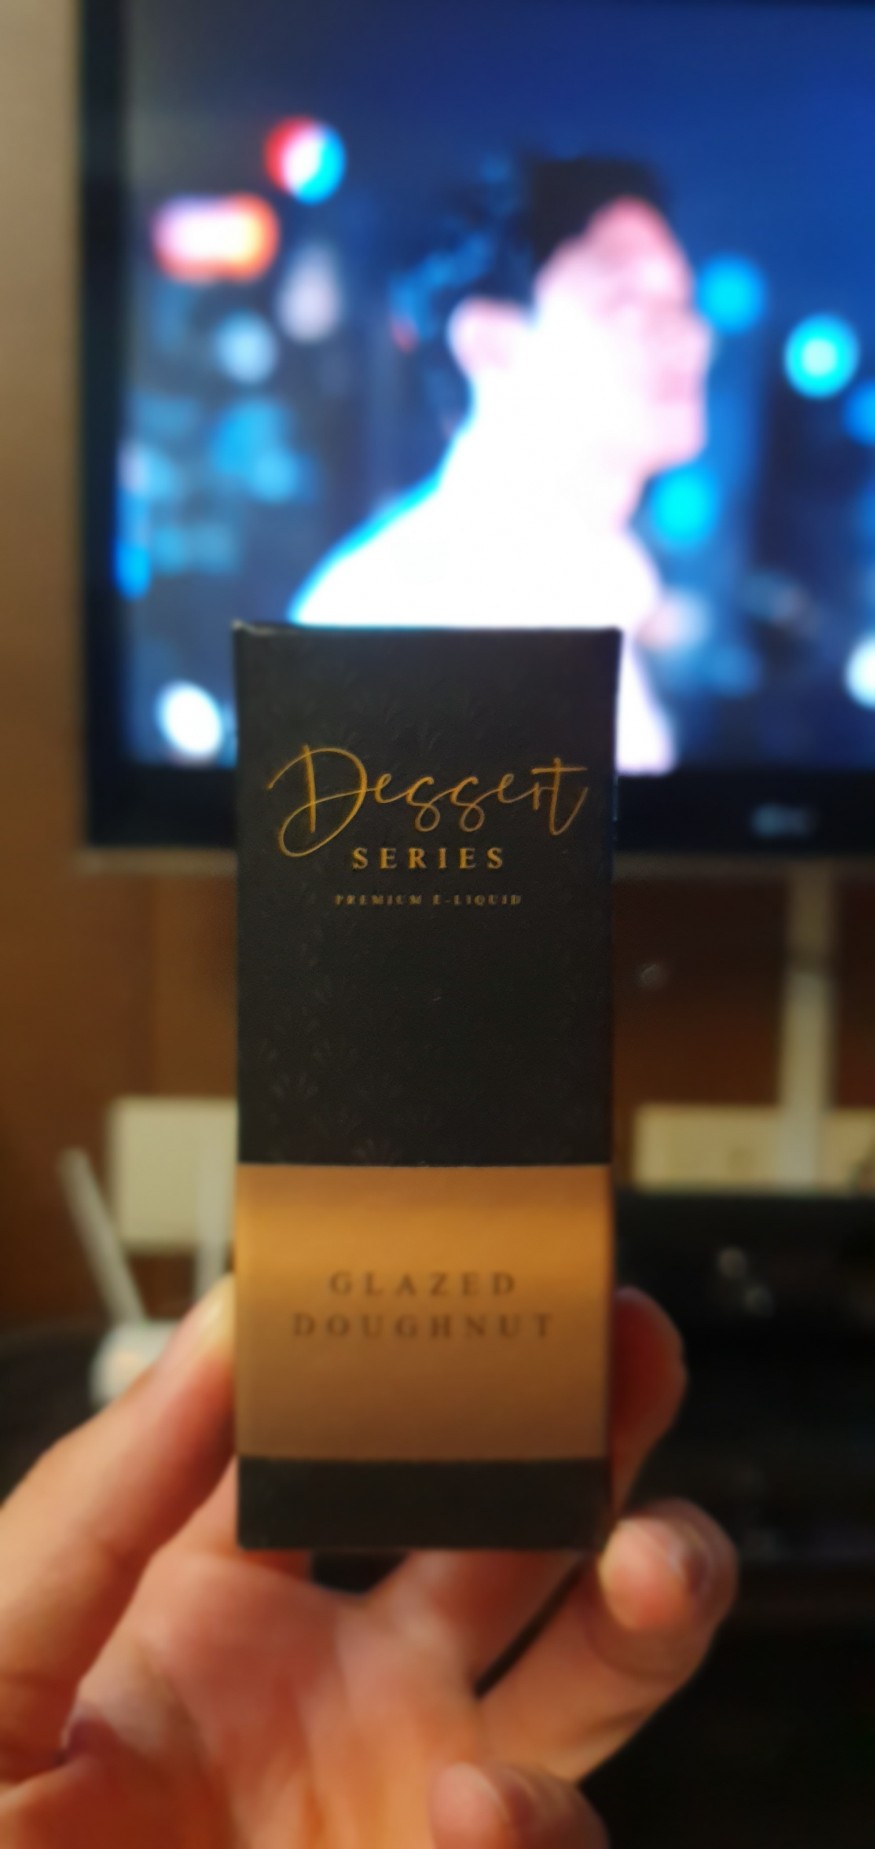 Dessert
SERIES
PREMIUM E-LIQUID
GLAZED
DOUGHNUT